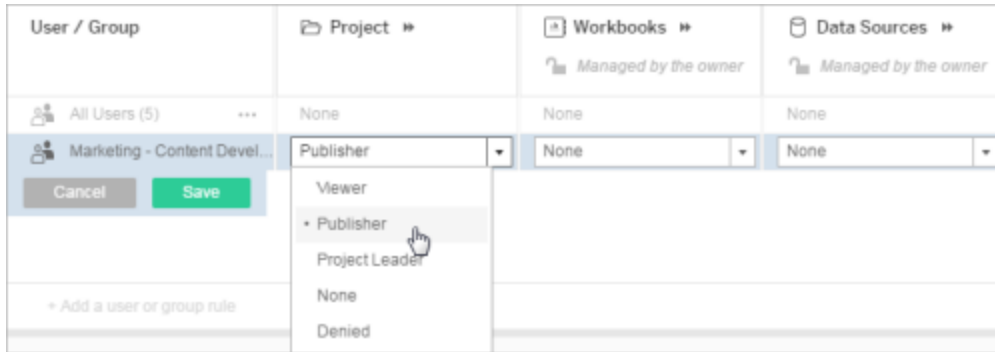 User / Group Project Workbooks Data Sources
Managed by the owner Managed by the owner
All Users (5) ... None None None
Marketing - Content Devel... Publisher None None
Cancel Save
Viewer
• Publisher
Project Leader
None
Denied
+ Add a user or group rule